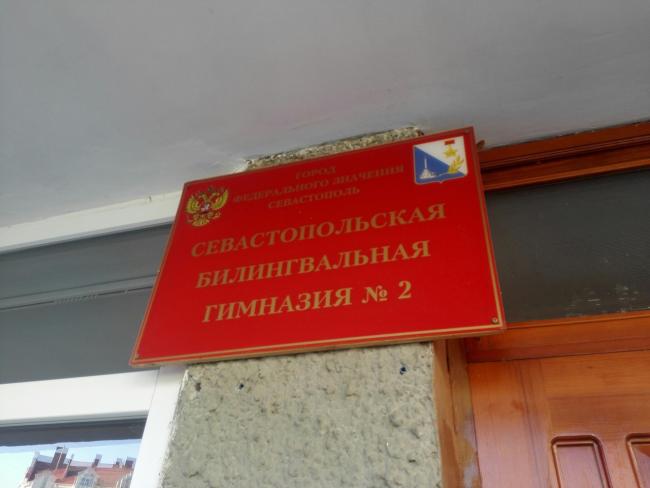 ГОРОД
ФЕДЕРАЛЬНОГО ЗНАЧЕНИЯ
СЕВАСТОПОЛЬ
СЕВАСТОПОЛЬСКАЯ
БИЛИНГВАЛЬНАЯ
ГИМНАЗИЯ № 2